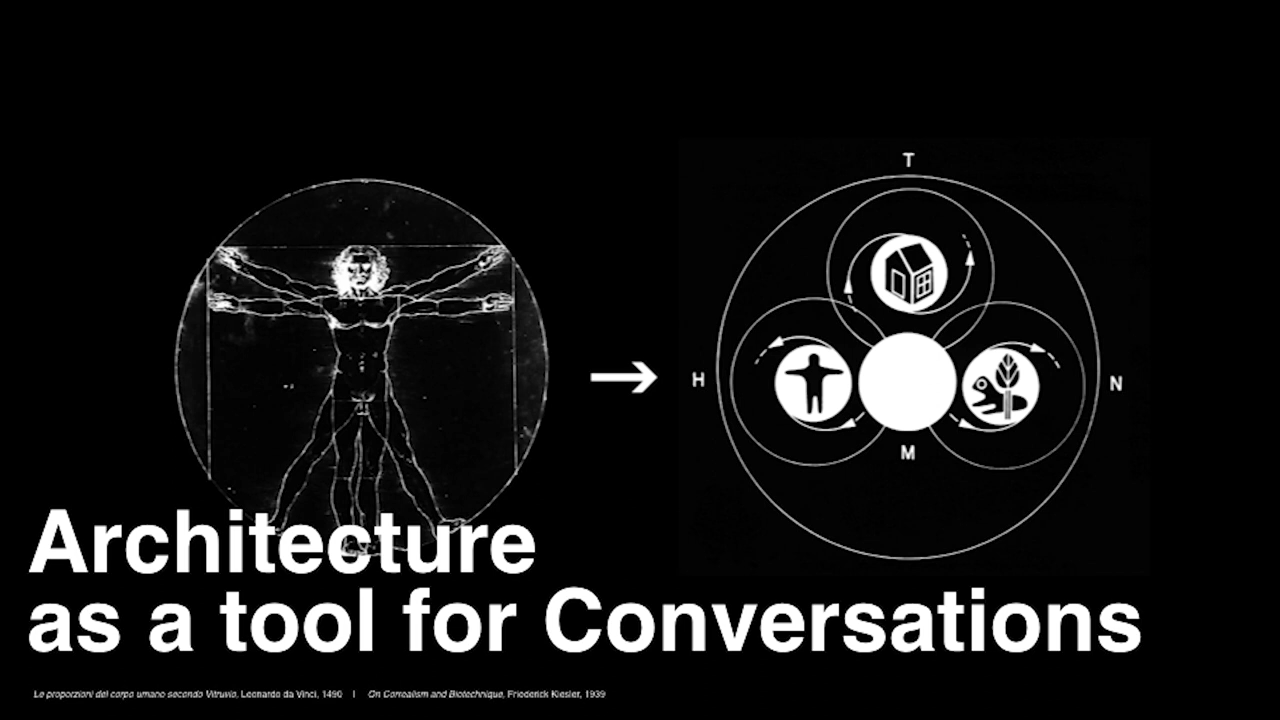 T
H
N
M
Architecture
as a tool for Conversations
Le proporzioni del corpo umano secondo Vitruvio, Leonardo da Vinci, 1490 | On Correalism and Biotechnique, Friederick Kiesler, 1939